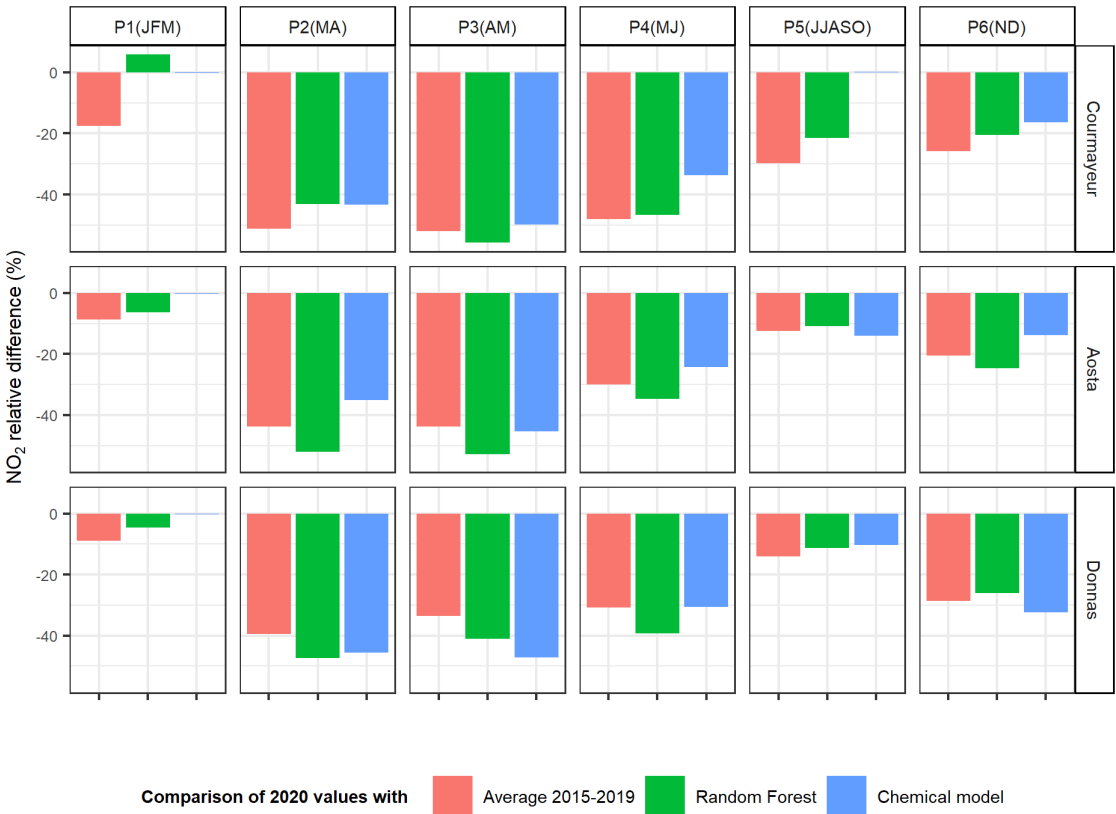 P1(JFM) P2(MA) P3(AM) P4(MJ) P5(JJASO) P6(ND)
NO2 relative difference (%)
0
-20
-40
Courmayeur
0
-20
-40
Aosta
0
-20
-40
Donnas
Comparison of 2020 values with Average 2015-2019 Random Forest Chemical model